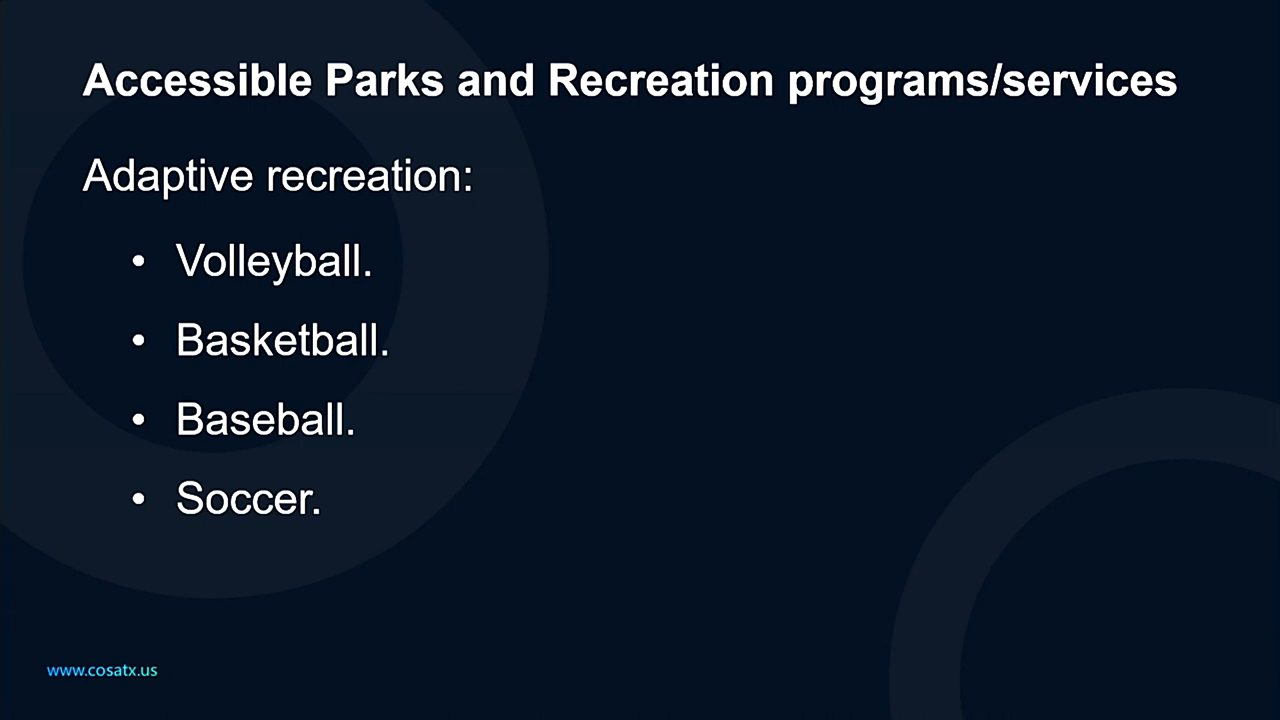 Accessible Parks and Recreation programs/services
Adaptive recreation:
• Volleyball.
• Basketball.
• Baseball.
• Soccer.
www.cosatx.us